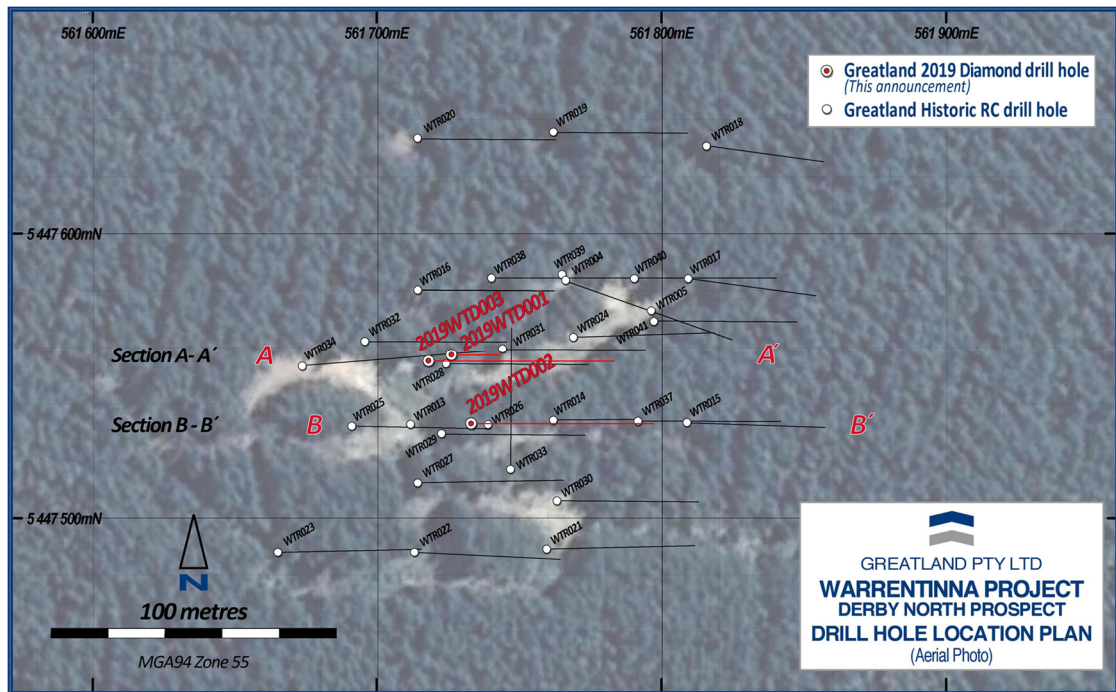 561 600mE
561 700mE
561 800mE
561 900mE
Greatland 2019 Diamond drill hole
(This announcement)
Greatland Historic RC drill hole
WTR020
WTR019
WTR018
5 447 600mN
WTR016
WTR038
WTR039
WTR004
WTR040
WTR017
WTR005
WTR041
WTR024
WTR032
2019WTD003
2019WTD001
WTR031
WTR034
WTR028
Section A - A´
A
A´
2019WTD002
WTR025
WTR013
WTR026
WTR014
WTR037
WTR015
Section B - B´
B
B´
WTR029
WTR027
WTR033
WTR030
5 447 500mN
WTR023
WTR022
WTR021
N
100 metres
MGA94 Zone 55
GREATLAND PTY LTD
WARRENTINNA PROJECT
DERBY NORTH PROSPECT
DRILL HOLE LOCATION PLAN
(Aerial Photo)